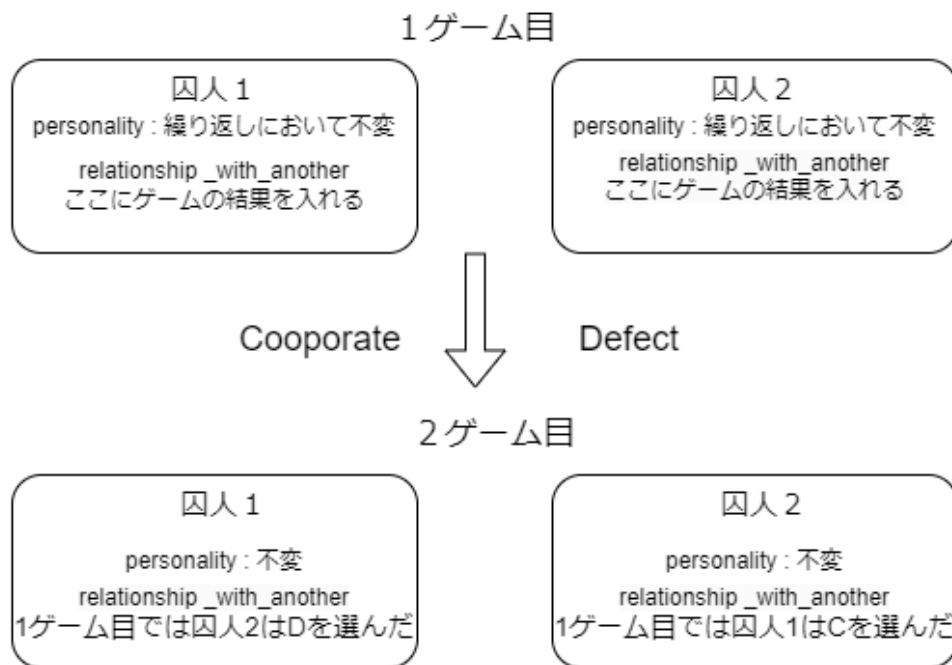 1ゲーム目
囚人1
personality : 繰り返しにおいて不変
relationship _with_another
ここにゲームの結果を入れる
囚人2
personality : 繰り返しにおいて不変
relationship _with_another
ここにゲームの結果を入れる
Cooporate
Defect
2ゲーム目
囚人1
personality : 不変
relationship _with_another
1ゲーム目では囚人2はDを選んだ
囚人2
personality : 不変
relationship _with_another
1ゲーム目では囚人1はCを選んだ